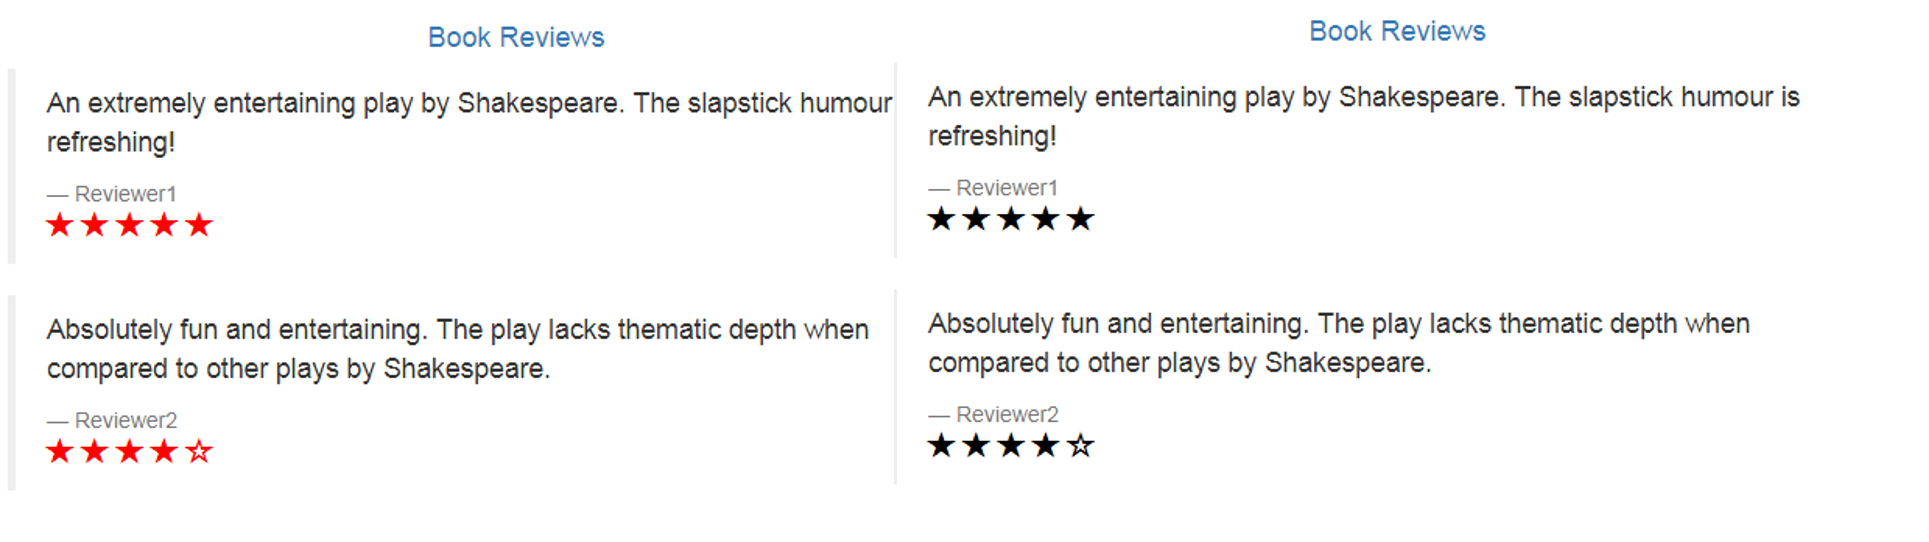 Book Reviews
An extremely entertaining play by Shakespeare. The slapstick humour
refreshing!
— Reviewer1
★★★★★
Absolutely fun and entertaining. The play lacks thematic depth when
compared to other plays by Shakespeare.
— Reviewer2
★★★★☆
Book Reviews
An extremely entertaining play by Shakespeare. The slapstick humour is
refreshing!
— Reviewer1
★★★★★
Absolutely fun and entertaining. The play lacks thematic depth when
compared to other plays by Shakespeare.
— Reviewer2
★★★★☆